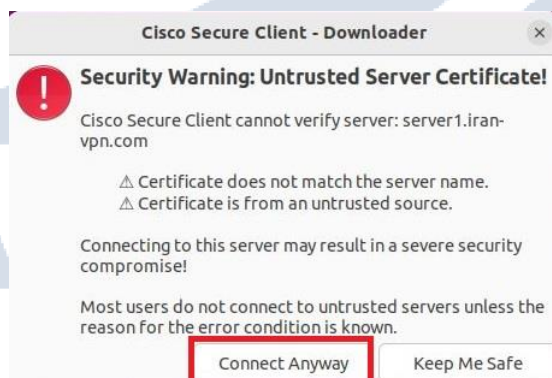 Cisco Secure Client - Downloader
Security Warning: Untrusted Server Certificate!
Cisco Secure Client cannot verify server: server1.iran-
vpn.com
⚠ Certificate does not match the server name.
⚠ Certificate is from an untrusted source.
Connecting to this server may result in a severe security
compromise!
Most users do not connect to untrusted servers unless the
reason for the error condition is known.
Connect Anyway Keep Me Safe